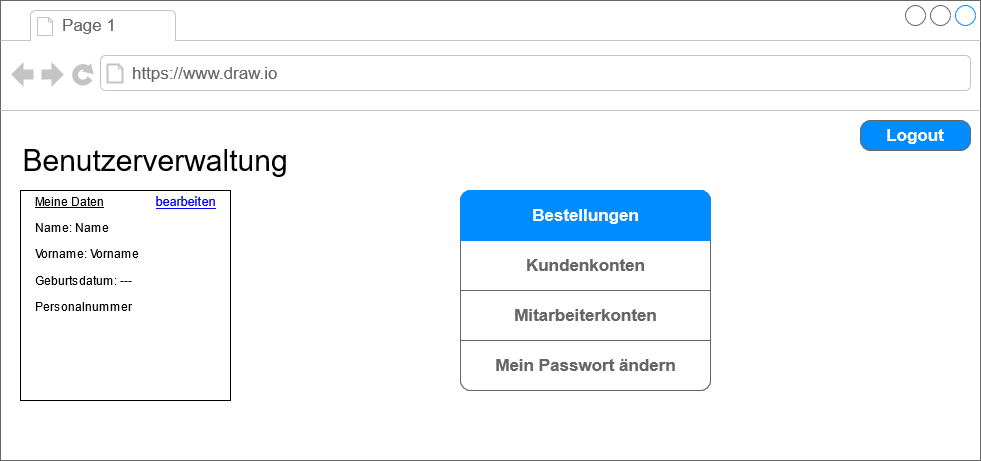 Page 1
https://www.draw.io
Logout
Benutzerverwaltung
Meine Daten bearbeiten
Name: Name
Vorname: Vorname
Geburtsdatum: ---
Personalnummer
Bestellungen
Kundenkonten
Mitarbeiterkonten
Mein Passwort ändern